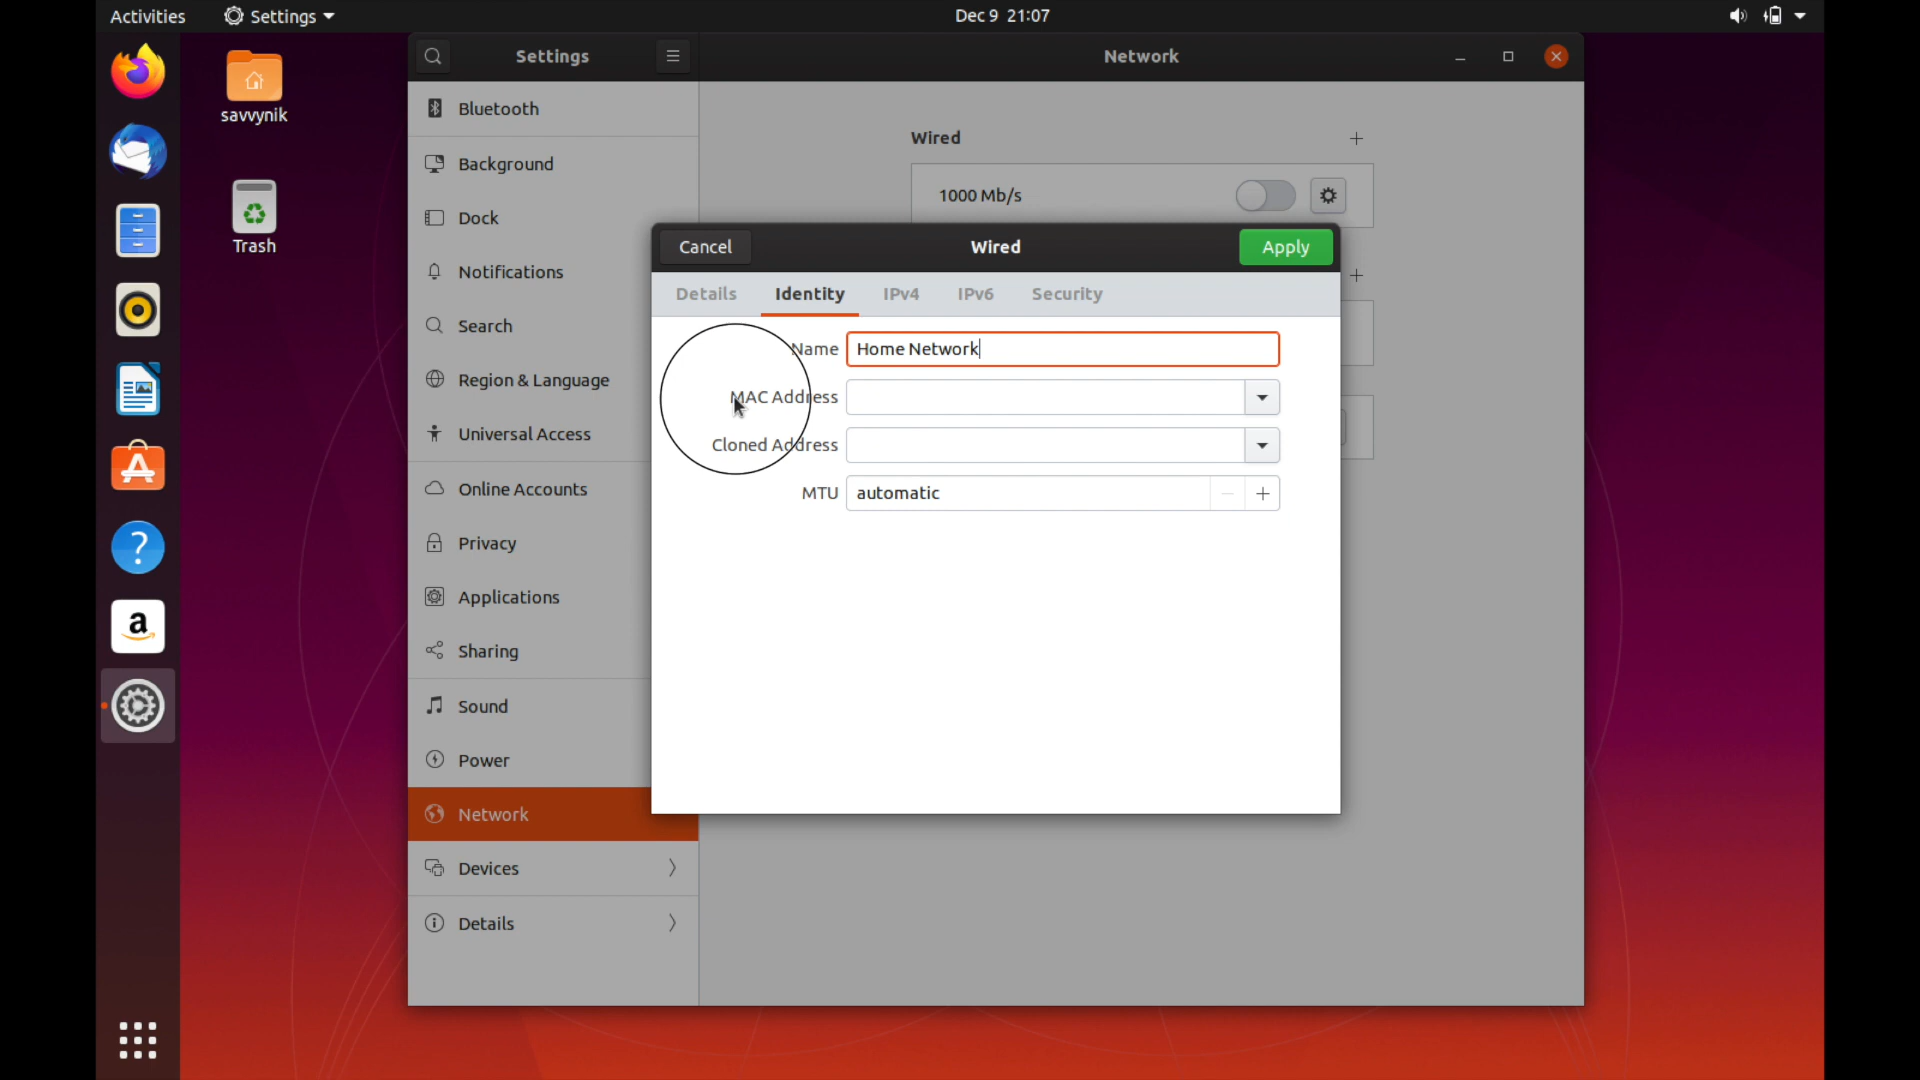 Activities
Settings
Dec 9 21:07
savvynik
Trash
Settings
Network
Bluetooth
Background
Dock
Notifications
Search
Region & Language
Universal Access
Online Accounts
Privacy
Applications
Sharing
Sound
Power
Network
Devices
Details
Wired
1000 Mb/s
Cancel
Wired
Apply
Details Identity IPv4 IPv6 Security
Name Home Network
MAC Address
Cloned Address
MTU automatic